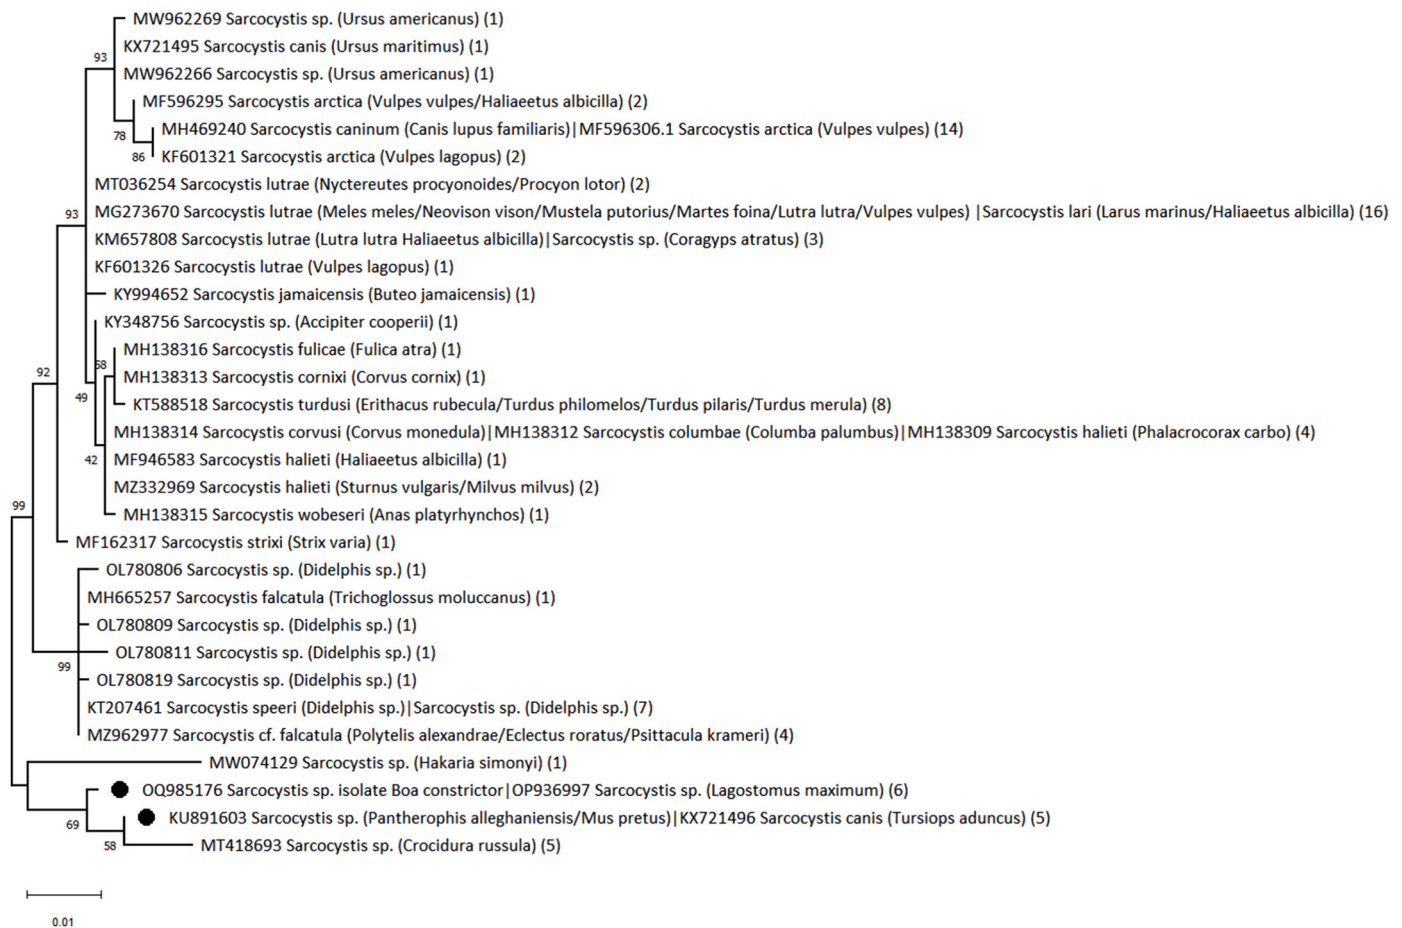 MW962269 Sarcocystis sp. (Ursus americanus) (1)
93
KX721495 Sarcocystis canis (Ursus maritimus) (1)
MW962266 Sarcocystis sp. (Ursus americanus) (1)
MF596295 Sarcocystis arctica (Vulpes vulpes/Haliaeetus albicilla) (2)
78
MH469240 Sarcocystis caninum (Canis lupus familiaris)|MF596306.1 Sarcocystis arctica (Vulpes vulpes) (14)
86
KF601321 Sarcocystis arctica (Vulpes lagopus) (2)
MT036254 Sarcocystis lutrae (Nyctereutes procyonoides/Procyon lotor) (2)
93
MG273670 Sarcocystis lutrae (Meles meles/Neovison vison/Mustela putorius/Martes foina/Lutra lutra/Vulpes vulpes) |Sarcocystis lari (Larus marinus/Haliaeetus albicilla) (16)
KM657808 Sarcocystis lutrae (Lutra lutra Haliaeetus albicilla)|Sarcocystis sp. (Coragyps atratus) (3)
KF601326 Sarcocystis lutrae (Vulpes lagopus) (1)
KY994652 Sarcocystis jamaicensis (Buteo jamaicensis) (1)
KY348756 Sarcocystis sp. (Accipiter cooperii) (1)
MH138316 Sarcocystis fulicae (Fulica atra) (1)
58
92
MH138313 Sarcocystis cornixi (Corvus cornix) (1)
49
KT588518 Sarcocystis turdusi (Erithacus rubecula/Turdus philomelos/Turdus pilaris/Turdus merula) (8)
MH138314 Sarcocystis corvusi (Corvus monedula)|MH138312 Sarcocystis columbae (Columba palumbus)|MH138309 Sarcocystis halieti (Phalacrocorax carbo) (4)
42
MF946583 Sarcocystis halieti (Haliaeetus albicilla) (1)
MZ332969 Sarcocystis halieti (Sturnus vulgaris/Milvus milvus) (2)
99
MH138315 Sarcocystis wobeseri (Anas platyrhynchos) (1)
MF162317 Sarcocystis strixi (Strix varia) (1)
OL780806 Sarcocystis sp. (Didelphis sp.) (1)
MH665257 Sarcocystis falcatula (Trichoglossus moluccanus) (1)
OL780809 Sarcocystis sp. (Didelphis sp.) (1)
OL780811 Sarcocystis sp. (Didelphis sp.) (1)
99
OL780819 Sarcocystis sp. (Didelphis sp.) (1)
KT207461 Sarcocystis speeri (Didelphis sp.)|Sarcocystis sp. (Didelphis sp.) (7)
MZ962977 Sarcocystis cf. falcatula (Polytelis alexandrae/Eclectus roratus/Psittacula krameri) (4)
MW074129 Sarcocystis sp. (Hakaria simonyi) (1)
OQ985176 Sarcocystis sp. isolate Boa constrictor|OP936997 Sarcocystis sp. (Lagostomus maximum) (6)
69
KU891603 Sarcocystis sp. (Pantherophis alleghaniensis/Mus pretus)|KX721496 Sarcocystis canis (Tursiops aduncus) (5)
58
MT418693 Sarcocystis sp. (Crocidura russula) (5)
0.01